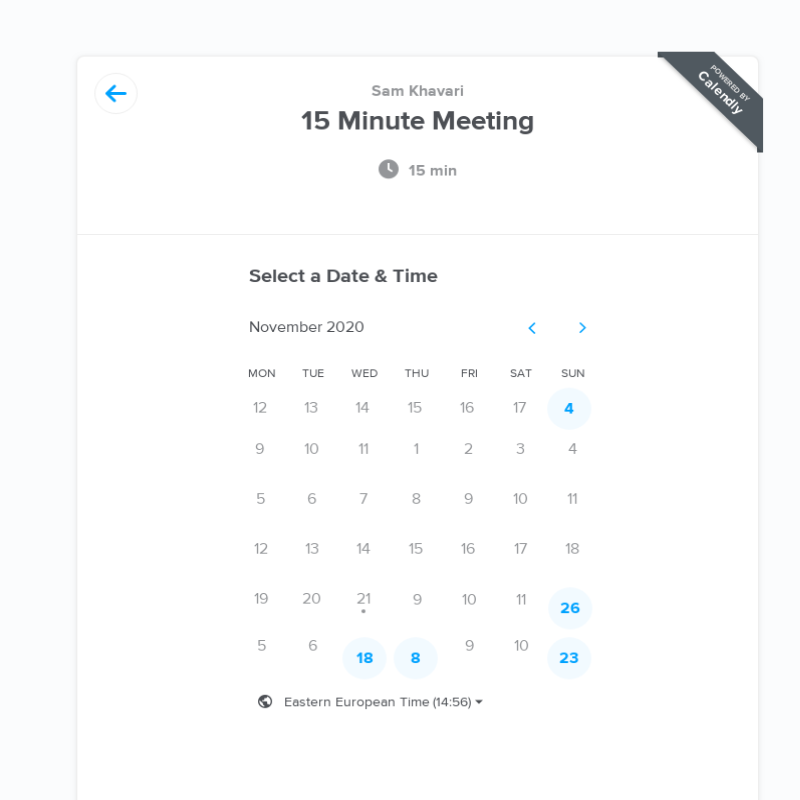 POWERED BY
Calendly
Sam Khavari
15 Minute Meeting
15 min
Select a Date & Time
November 2020
MON TUE WED THU FRI SAT SUN
12 13 14 15 16 17 4
9 10 11 1 2 3 4
5 6 7 8 9 10 11
12 13 14 15 16 17 18
19 20 21 9 10 11 26
5 6 18 8 9 10 23
Eastern European Time (14:56)